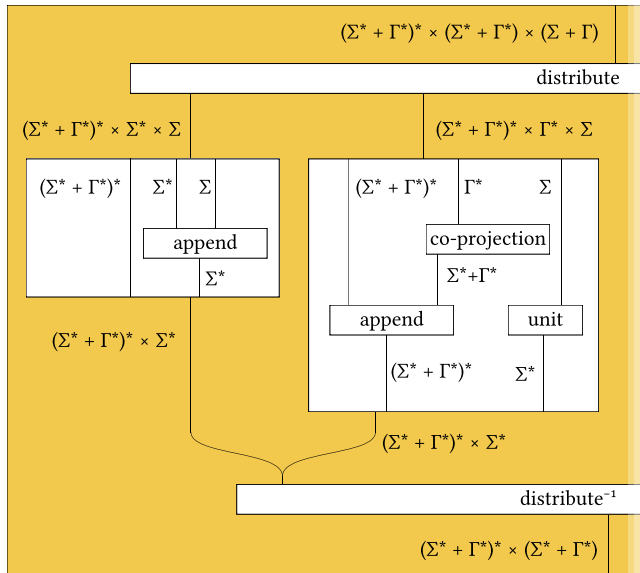 (Σ* + Γ*)* × (Σ* + Γ*) × (Σ + Γ)
distribute
(Σ* + Γ*)* × Σ* × Σ
(Σ* + Γ*)* × Γ* × Σ
(Σ* + Γ*)*
Σ*
Σ
append
Σ*
(Σ* + Γ*)*
Γ*
Σ
co-projection
Σ*+Γ*
append
unit
(Σ* + Γ*)*
Σ*
(Σ* + Γ*)* × Σ*
(Σ* + Γ*)* × Σ*
distribute⁻¹
(Σ* + Γ*)* × (Σ* + Γ*)